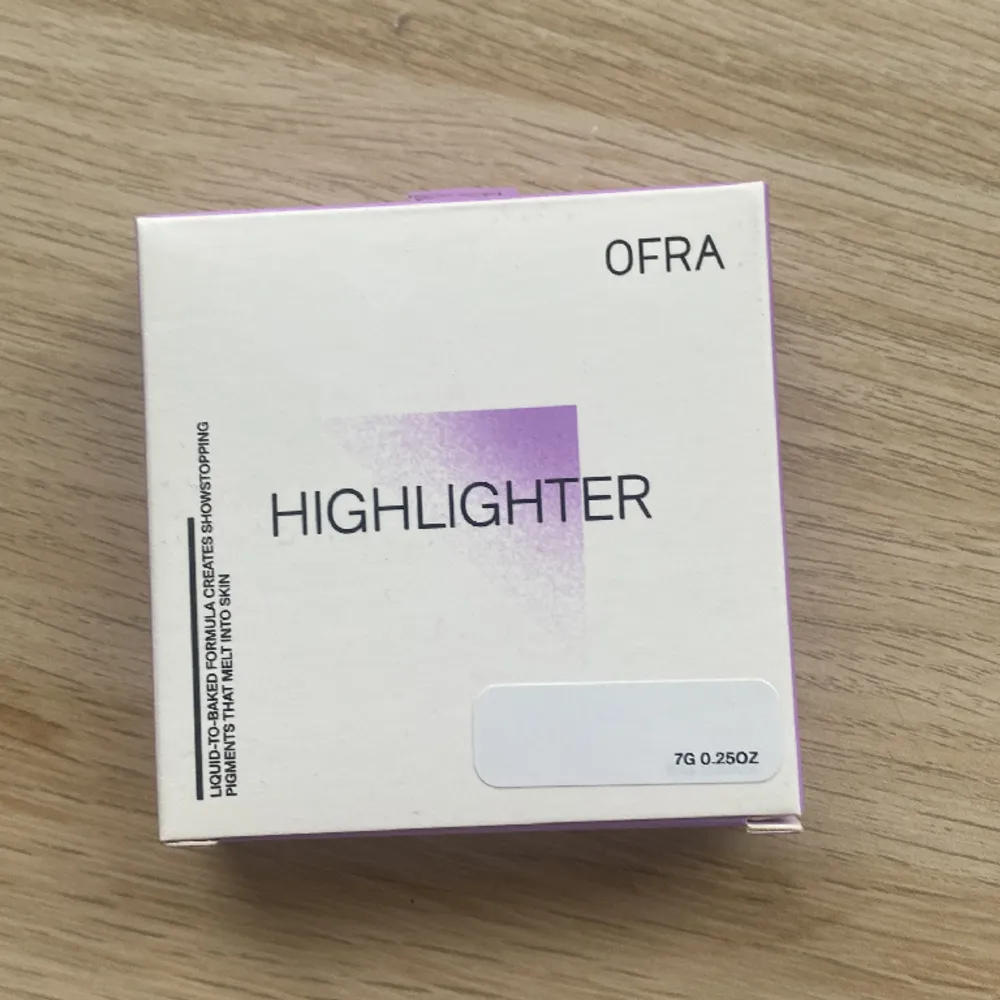 OFRA
HIGHLIGHTER
LIQUID-TO-BAKED FORMULA CREATES SHOWSTOPPING
PIGMENTS THAT MELT INTO SKIN
7G 0.25OZ